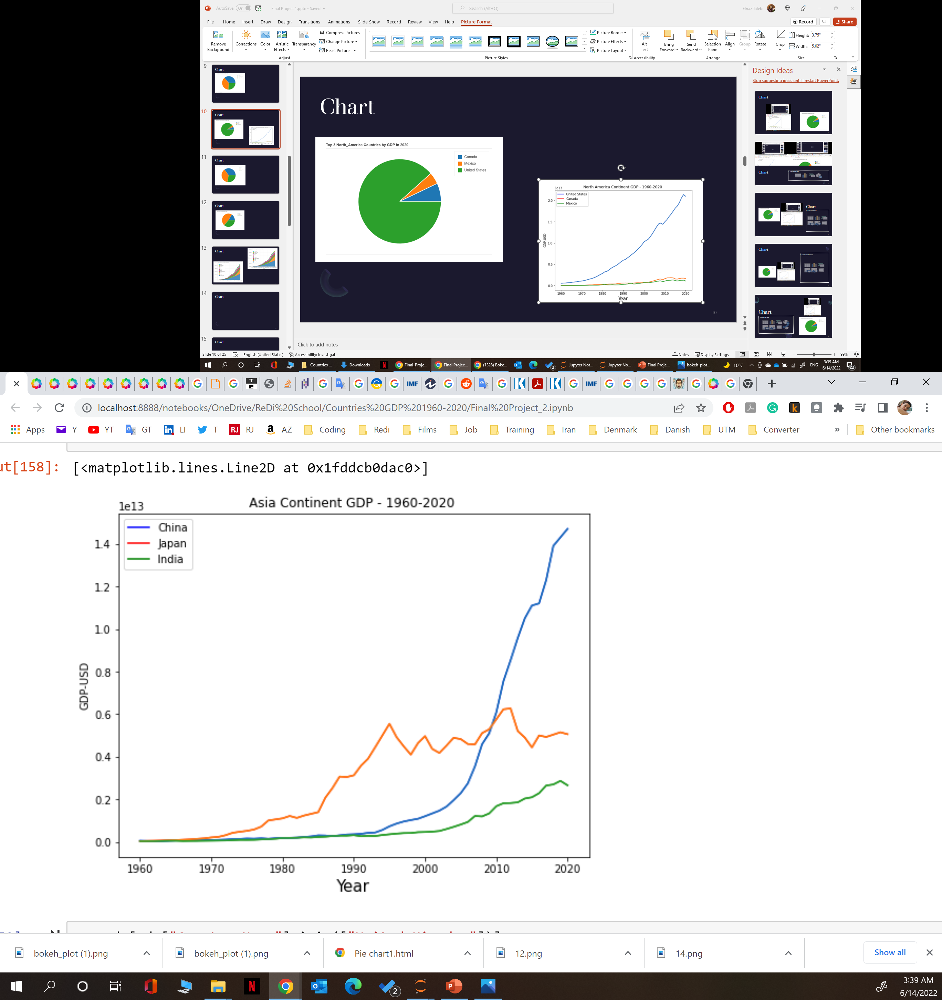 AutoSave On Final Project 1.pptx • Saved Search (Alt+Q) Elnaz Talebi
File Home Insert Draw Design Transitions Animations Slide Show Record Review View Help Picture Format Record Share
Remove Background
Corrections
Color
Artistic Effects
Transparency
Compress Pictures
Change Picture
Reset Picture
Picture Border
Picture Effects
Picture Layout
Alt Text
Bring Forward
Send Backward
Selection Pane
Align
Group
Rotate
Crop
Height: 3.75"
Width: 5.02"
Adjust Picture Styles Accessibility Arrange Size
9
Chart
10
Chart
11
Chart
12
Chart
13
Chart
14
Chart
15
Chart
Chart
Top 3 North_America Countries by GDP in 2020
Canada
Mexico
United States
North America Continent GDP - 1960-2020
1e13
United States
Canada
Mexico
2.0
1.5
1.0
0.5
0.0
GDP-USD
1960 1970 1980 1990 2000 2010 2020
Year
10
Design Ideas
Stop suggesting ideas until I restart PowerPoint.
Chart
Chart
Chart
Chart
Chart
Click to add notes
Slide 10 of 25 English (United States) Accessibility: Investigate Notes Display Settings 99%
Countries ... Downloads Final_Proje... Final Projec... (1328) Boke... 2 Jupyter Not... Jupyter No... Final Proje... bokeh_plot... 10°C ENG 3:39 AM
6/14/2022 22
IMF IMF
localhost:8888/notebooks/OneDrive/ReDi%20School/Countries%20GDP%201960-2020/Final%20Project_2.ipynb
Apps Y YT GT LI T RJ RJ AZ Coding Redi Films Job Training Iran Denmark Danish UTM Converter » Other bookmarks
ut[158]: [<matplotlib.lines.Line2D at 0x1fddcb0dac0>]
Asia Continent GDP - 1960-2020
1e13
China
Japan
India
1.4
1.2
1.0
0.8
0.6
0.4
0.2
0.0
GDP-USD
1960 1970 1980 1990 2000 2010 2020
Year
bokeh_plot (1).png bokeh_plot (1).png Pie chart1.html 12.png 14.png Show all
2
3:39 AM
6/14/2022